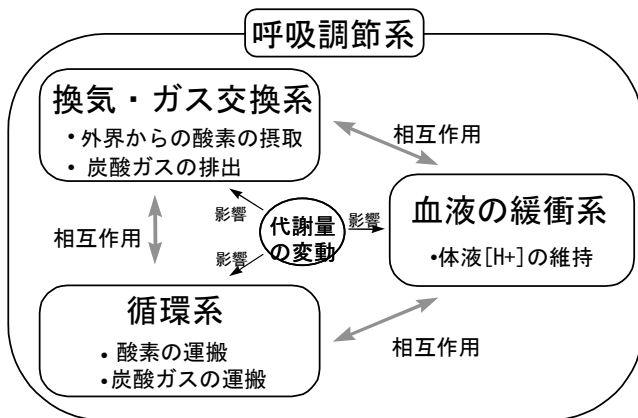 呼吸調節系
換気・ガス交換系
・外界からの酸素の摂取
・炭酸ガスの排出
相互作用
血液の緩衝系
・体液[H+]の維持
代謝量
の変動
影響
影響
影響
相互作用
循環系
・酸素の運搬
・炭酸ガスの運搬
相互作用